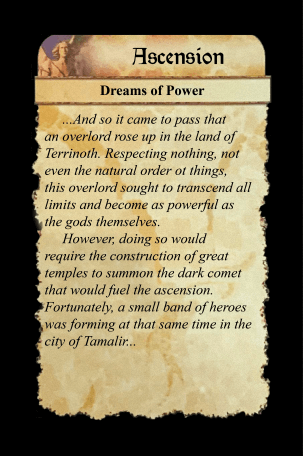 Ascension
Dreams of Power
...And so it came to pass that
an overlord rose up in the land of
Terrinoth. Respecting nothing, not
even the natural order ot things,
this overlord sought to transcend all
limits and become as powerful as
the gods themselves.
However, doing so would
require the construction of great
temples to summon the dark comet
that would fuel the ascension.
Fortunately, a small band of heroes
was forming at that same time in the
city of Tamalir...